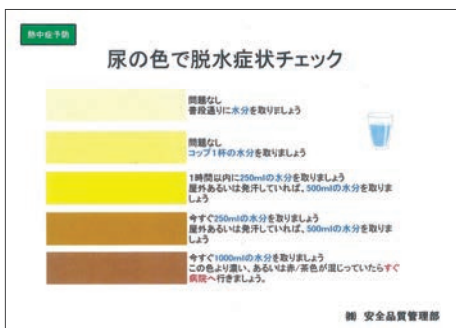 熱中症予防
尿の色で脱水症状チェック
問題なし
普段通りに水分を取りましょう
問題なし
コップ1杯の水分を取りましょう
1時間以内に250mlの水分を取りましょう
屋外あるいは発汗していれば、500mlの水分を取りま
しょう
今すぐ250mlの水分を取りましょう
屋外あるいは発汗していれば、500mlの水分を取りま
しょう
今すぐ1000mlの水分を取りましょう
この色より濃い、あるいは赤/茶色が混じっていたらすぐ
病院へ行きましょう。
㈱ 安全品質管理部